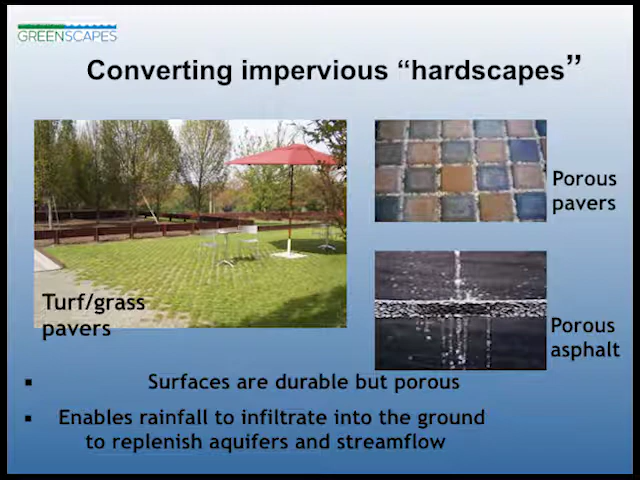 GREENSCAPES
Converting impervious “hardscapes”
Porous
pavers
Turf/grass
pavers
Porous
asphalt
▪ Surfaces are durable but porous
▪ Enables rainfall to infiltrate into the ground
to replenish aquifers and streamflow